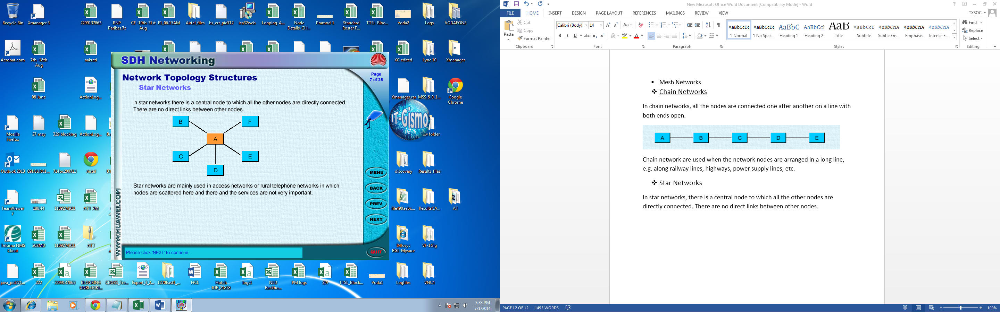 Recycle Bin
Xmanager 3
2299137863
BNP Paribas.7z
CE -19th-31st Aug
F1_06.15AM
Airtel_files
hs_err_pid712
ica32web
Looping-A...
Node Details-CH...
Pramod-1
Standard Roster F...
TTSL-Bloc...
Voda2
Logs
VODAFONE
Acrobat.com
7th -18th Aug
aakrati
XC edited
Lync 10
Xmanager
08 June
ActionLog...
Xmanager.rar
MSS_6_0_1...
Google Chrome
Mozilla Firefox
27 may
329 blocking
ActionLog...
Outlook 2013
091GURG1...
714oc200713
Airtel
discovery
Results_files
TeamViewer 7
188.44
1109274911
ATT PM
file490aebc...
ResultsCA...
AT
Telsima NMS Client
202MD
1109274911
ATT
INfosys BGL-Mysore
VF-1Gig
java_pid271...
222
2299137863
BLOCKING UNBLOCKI...
CBOSS_Tra...
Export_3_2...
1270East1_...
HCL
Hutch IOR_21858
logs1
NLD Backbo...
PM logs
SIA
TTSL_Block...
Voda1
Logfiles
VNC4
SDH Networking
Network Topology Structures
Star Networks
Page
7 of 25
In star networks there is a central node to which all the other nodes are directly connected.
There are no direct links between other nodes.
B
F
A
C
E
D
Star networks are mainly used in access networks or rural telephone networks in which
nodes are scattered here and there and the services are not very important.
MENU
BACK
PREV
NEXT
QUIT
WWW.HUAWEI.COM
Please click 'NEXT' to continue.
IT-Gismo
3:38 PM
7/1/2014
New Microsoft Office Word Document [Compatibility Mode] - Word
FILE HOME INSERT DESIGN PAGE LAYOUT REFERENCES MAILINGS REVIEW VIEW
TXSOC
Paste
Cut
Copy
Format Painter
Clipboard
Calibri (Body) 14
Font
Paragraph
AaBbCcDc AaBbCcDc AaBbC AaBbCc AaB AaBbCcD AaBbCcDc AaBbCcDc AaBbCcDc
¶ Normal ¶ No Spac... Heading 1 Heading 2 Title Subtitle Subtle Em... Emphasis Intense E...
Styles
Find
Replace
Select
Editing
Mesh Networks
Chain Networks
In chain networks, all the nodes are connected one after another on a line with
both ends open.
A B C D E
Chain network are used when the network nodes are arranged in a long line,
e.g. along railway lines, highways, power supply lines, etc.
Star Networks
In star networks, there is a central node to which all the other nodes are
directly connected. There are no direct links between other nodes.
PAGE 12 OF 12 1495 WORDS
100%